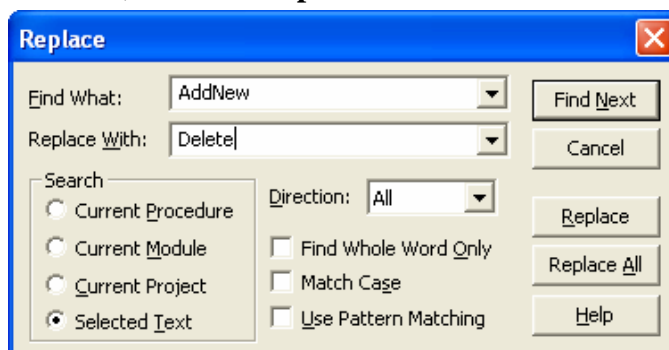 Replace
Find What: AddNew
Find Next
Replace With: Delete
Cancel
Search
Direction: All
Current Procedure
Replace
Current Module
Find Whole Word Only
Replace All
Current Project
Match Case
Selected Text
Use Pattern Matching
Help